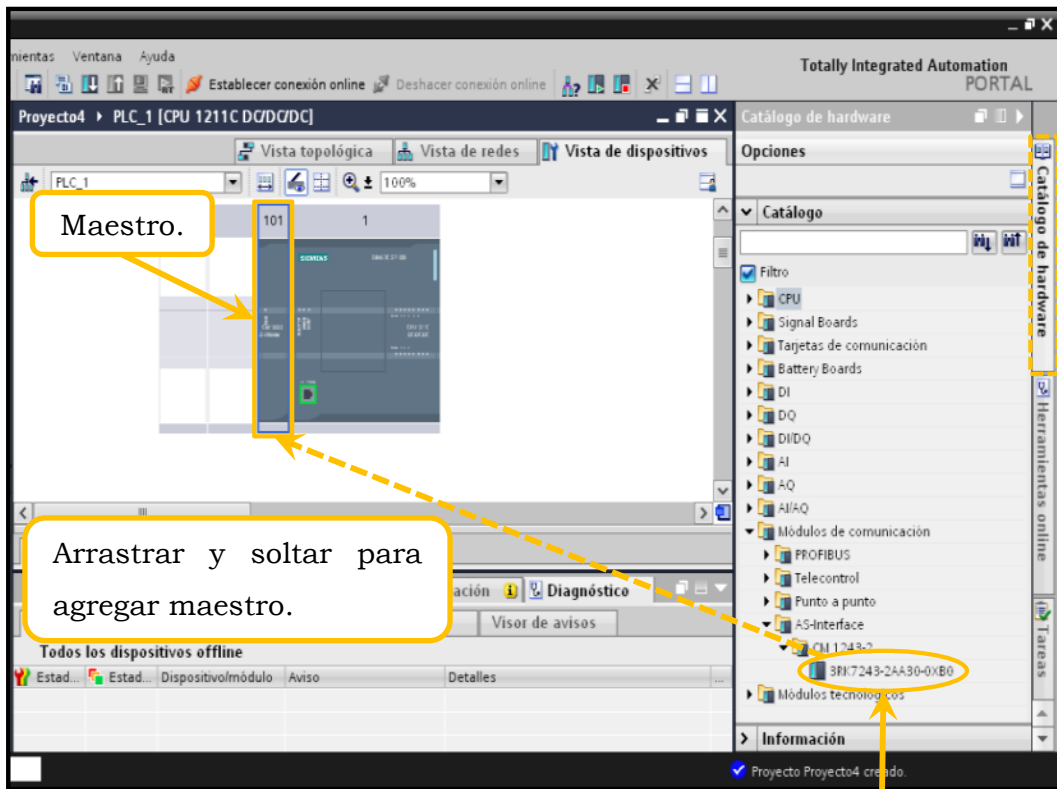 mientas Ventana Ayuda
Totally Integrated Automation
PORTAL
Establecer conexión online Deshacer conexión online
Proyecto4 PLC_1 [CPU 1211C DC/DC/DC]
Vista topológica Vista de redes Vista de dispositivos
PLC_1 100%
Maestro.
101 1
SIEMENS
Arrastrar y soltar para
agregar maestro.
ación Diagnóstico
Visor de avisos
Todos los dispositivos offline
Estad... Estad... Dispositivo/módulo Aviso Detalles ...
Catálogo de hardware
Opciones
Catálogo
Filtro
CPU
Signal Boards
Tarjetas de comunicación
Battery Boards
DI
DQ
DI/DQ
AI
AQ
AI/AQ
Módulos de comunicación
PROFIBUS
Telecontrol
Punto a punto
AS-Interface
CM 1243-2
3RK7243-2AA30-0XB0
Módulos tecnológicos
Información
Catálogo de hardware
Herramientas online
Tareas
Proyecto Proyecto4 creado.